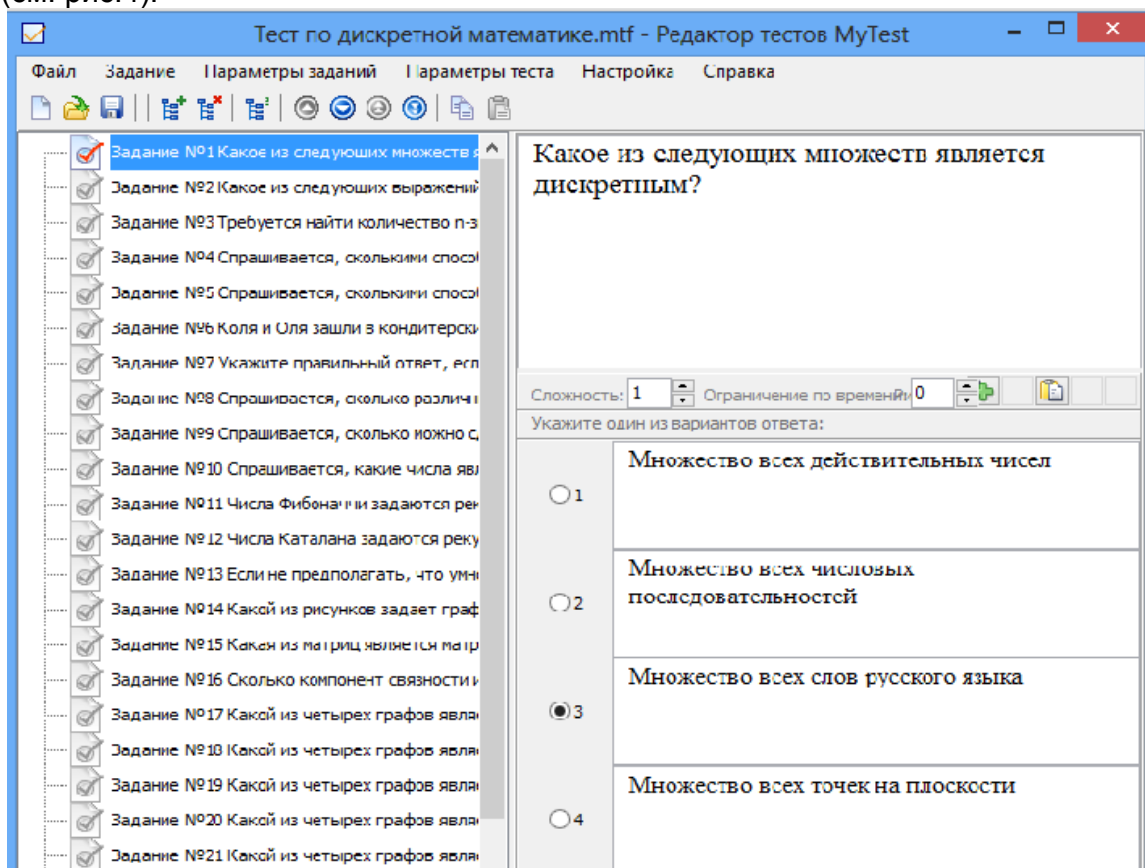 (см. рис.1).
Тест по дискретной математике.mtf - Редактор тестов MyTest
Файл Задание Параметры заданий Параметры теста Настройка Справка
Задание №1 Какое из следующих множеств я
Задание №2 Какое из следующих выражений
Задание №3 Требуется найти количество n-з
Задание №4 Спрашивается, сколькими спосо
Задание №5 Спрашивается, сколькими спосо
Задание №6 Коля и Оля зашли в кондитерск
Задание №7 Укажите правильный ответ, есл
Задание №8 Спрашивается, сколько различ
Задание №9 Спрашивается, сколько можно с
Задание №10 Спрашивается, какие числа яв
Задание №11 Числа Фибоначчи задаются рек
Задание №12 Числа Каталана задаются реку
Задание №13 Если не предполагать, что умн
Задание №14 Какой из рисунков задает граф
Задание №15 Какая из матриц является матр
Задание №16 Сколько компонент связности и
Задание №17 Какой из четырех графов явля
Задание №18 Какой из четырех графов явля
Задание №19 Какой из четырех графов явля
Задание №20 Какой из четырех графов явля
Задание №21 Какой из четырех графов явля
Какое из следующих множеств является
дискретным?
Сложность: 1 Ограничение по времени 0
Укажите один из вариантов ответа:
1 Множество всех действительных чисел
Множество всех числовых
2 последовательностей
Множество всех слов русского языка
3
Множество всех точек на плоскости
4